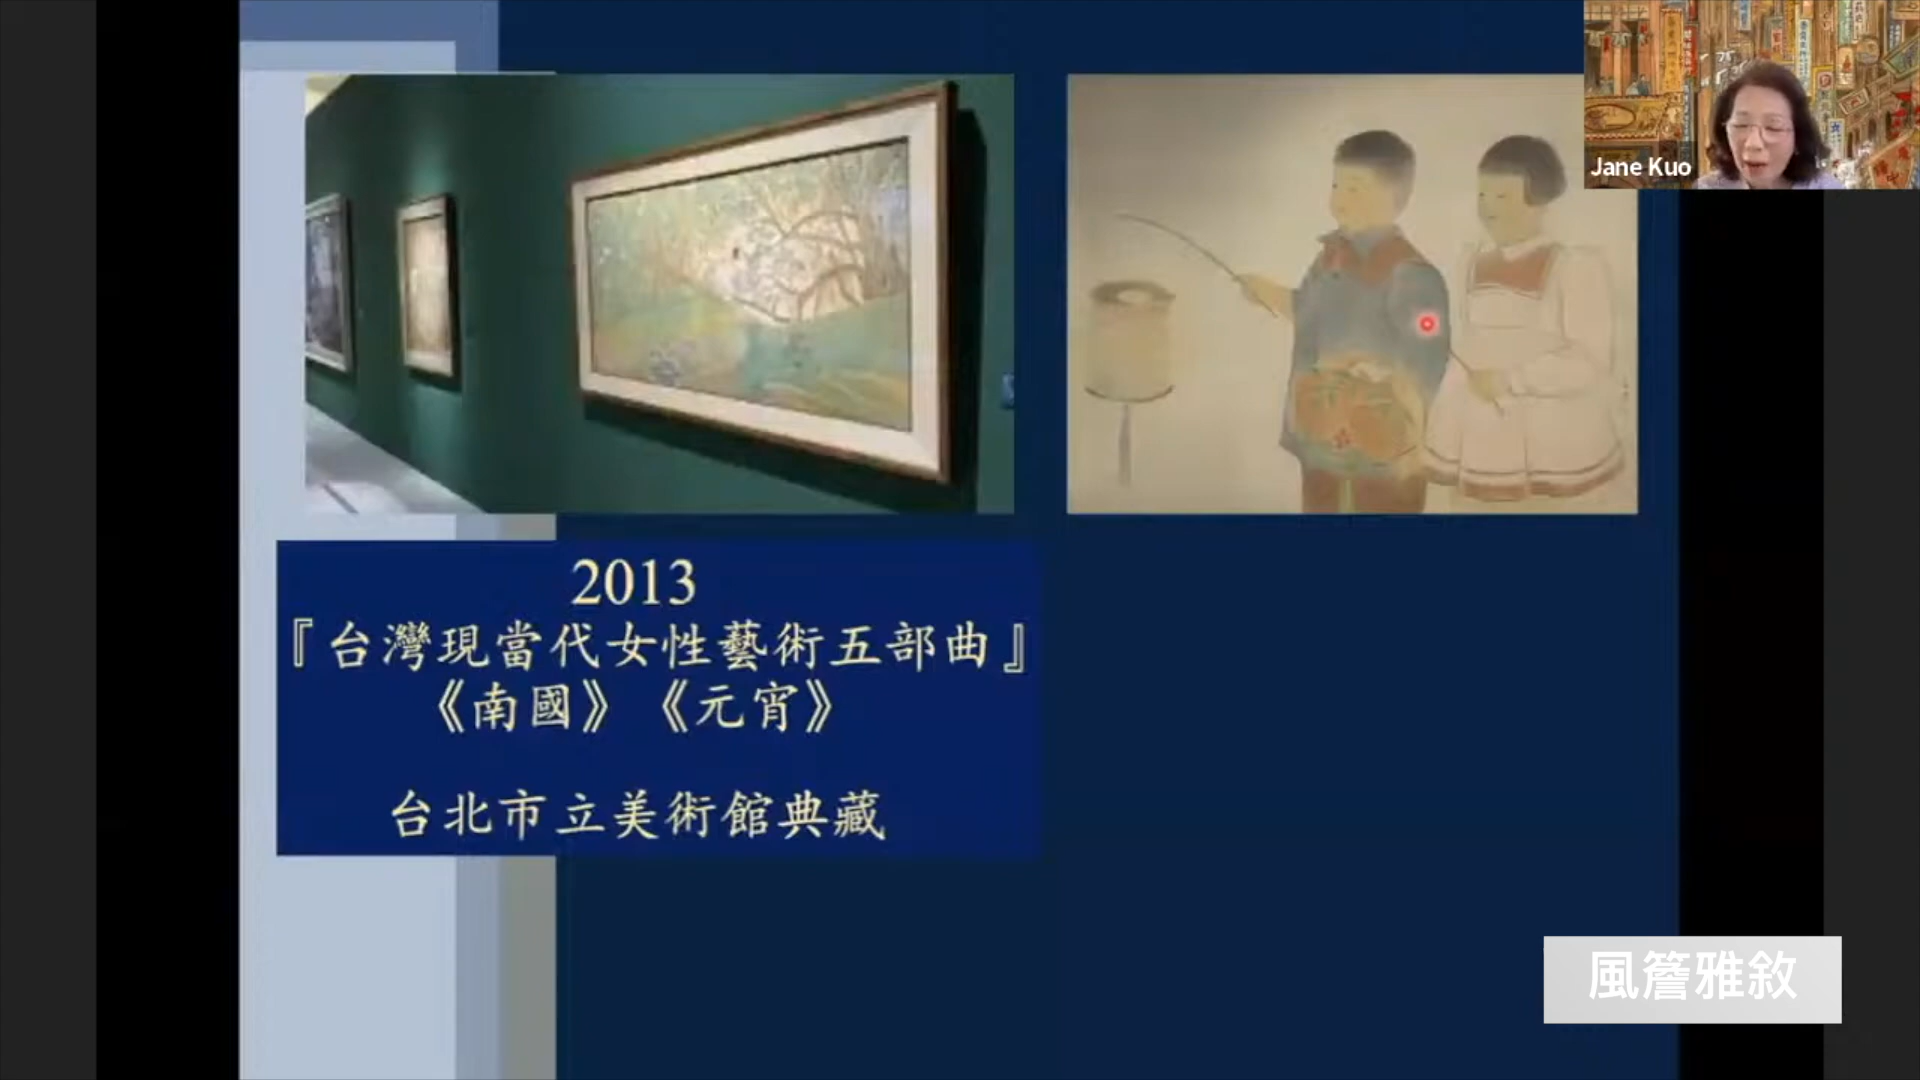 Jane Kuo
2013
『台灣現當代女性藝術五部曲』
《南國》《元宵》
台北市立美術館典藏
風簷雅敘